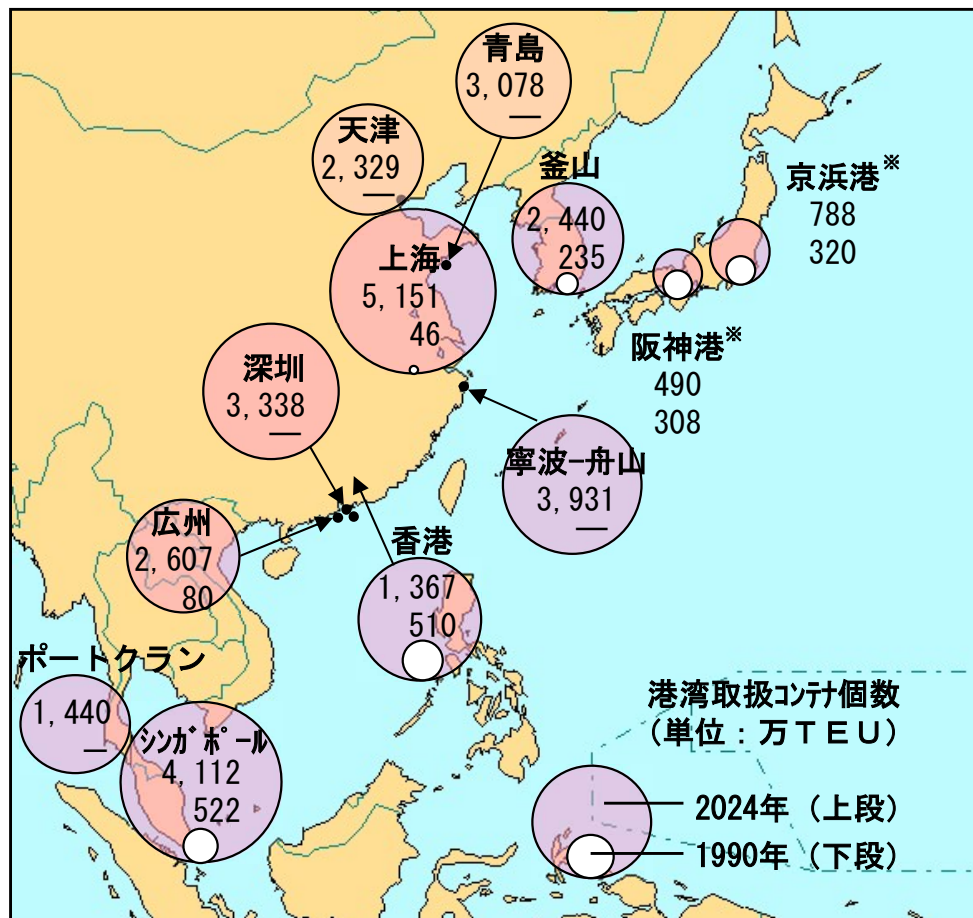 青島
3,078
—
天津
2,329
—
釜山
2,440
235
京浜港※
788
320
上海
5,151
46
阪神港※
490
308
深圳
3,338
—
寧波−舟山
3,931
—
広州
2,607
80
香港
1,367
510
ポートクラン
1,440
—
シンガポール
4,112
522
港湾取扱コンテナ個数
(単位：万ＴＥＵ)
2024年 (上段)
1990年 (下段)